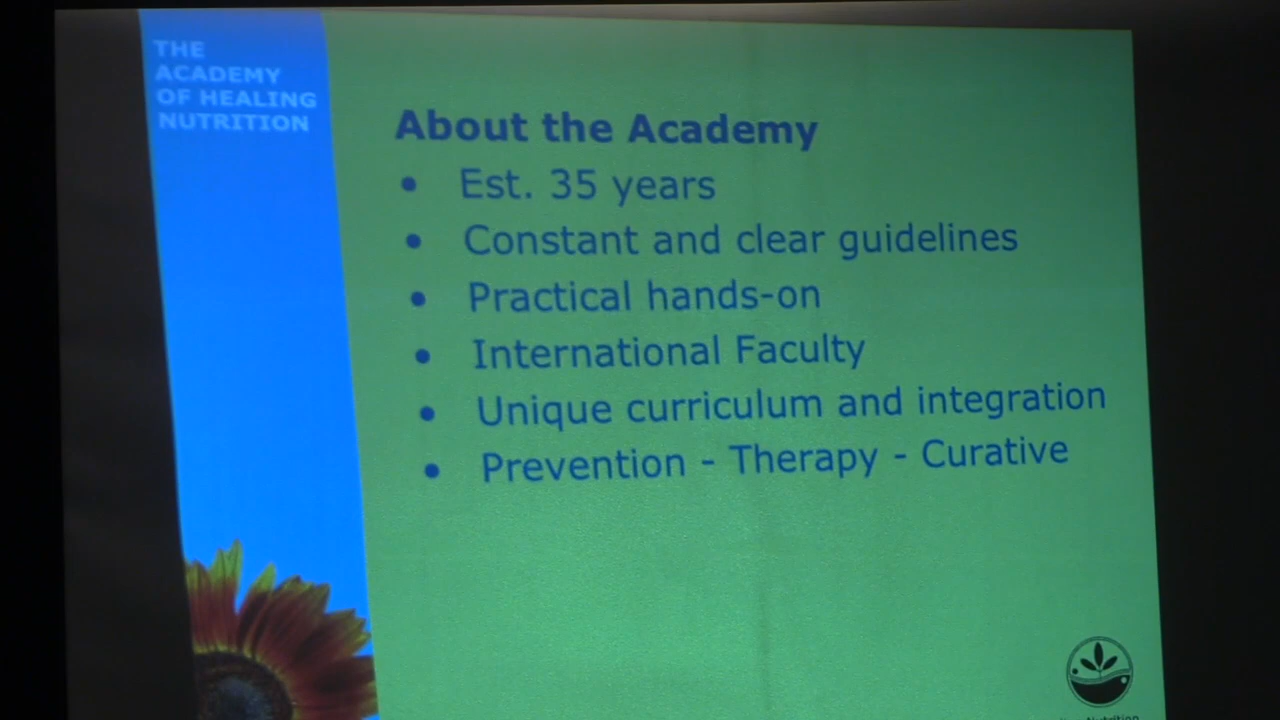 THE
ACADEMY
OF HEALING
NUTRITION
About the Academy
• Est. 35 years
• Constant and clear guidelines
• Practical hands-on
• International Faculty
• Unique curriculum and integration
• Prevention - Therapy - Curative
Nutrition